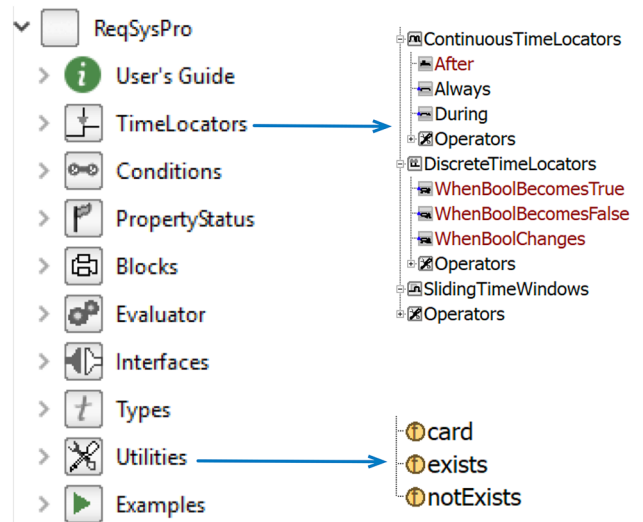 ReqSysPro
User's Guide
TimeLocators
Conditions
PropertyStatus
Blocks
Evaluator
Interfaces
Types
Utilities
Examples
ContinuousTimeLocators
After
Always
During
Operators
DiscreteTimeLocators
WhenBoolBecomesTrue
WhenBoolBecomesFalse
WhenBoolChanges
Operators
SlidingTimeWindows
Operators
card
exists
notExists